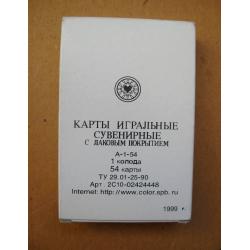 КАРТЫ ИГРАЛЬНЫЕ
СУВЕНИРНЫЕ
С ЛАКОВЫМ ПОКРЫТИЕМ
А-1-54
1 колода
54 карты
ТУ 29.01-25-90
Арт. 2С10-02424448
Internet: http://www.color.spb.ru
1999 г.